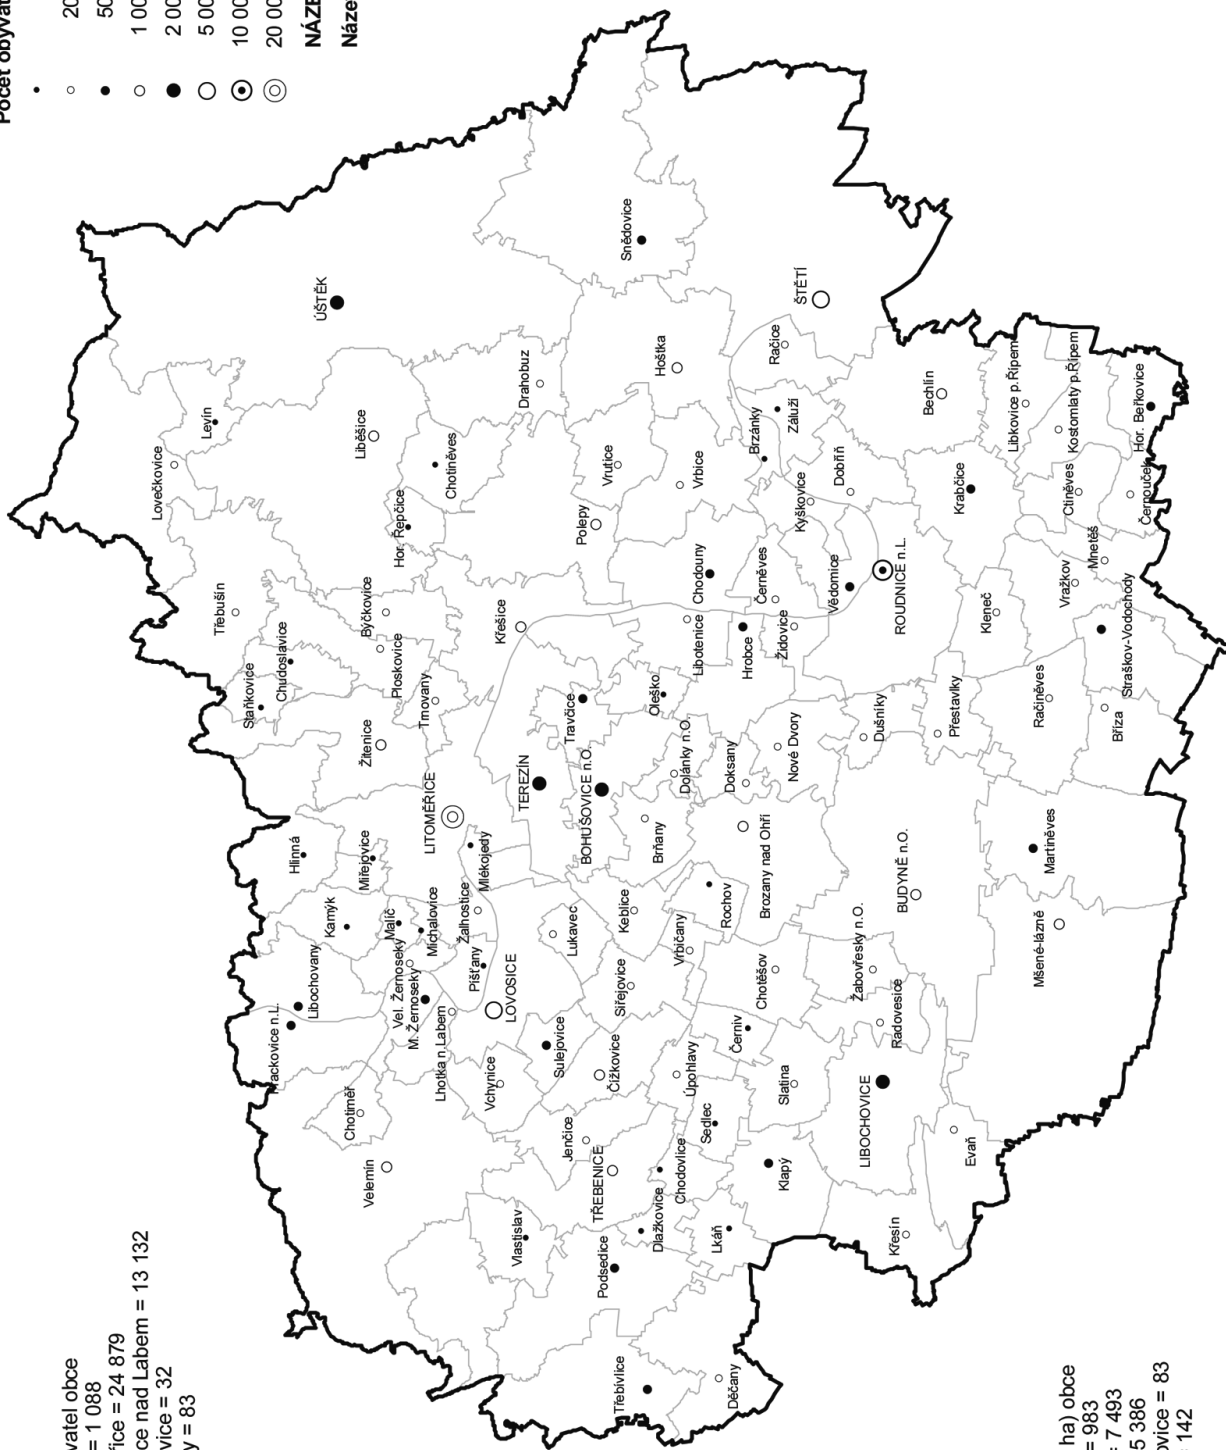 Počet obyvatel
20
50
1 00
2 00
5 00
10 00
20 00
NÁZE
Název
vatel obce
= 1 088
ice = 24 879
ce nad Labem = 13 132
vice = 32
y = 83
ha) obce
= 983
= 7 493
5 386
ovice = 83
142
ÚŠTĚK
Snědovice
ŠTĚTÍ
Levín
Lovečkovice
Liběšice
Drahobuz
Hoštka
Račice
Chotiněves
Hor. Řepčice
Vrutice
Vrbice
Polepy
Brzánky
Záluží
Kyškovice
Dobříň
Bechlín
Libkovice p.Řípem
Kostomlaty p.Řípem
Hor. Beřkovice
Krabčice
Ctiněves
Černouček
Třebušín
Býčkovice
Křešice
Chodouny
Černěves
Vědomice
ROUDNICE n.L.
Kleneč
Vražkov
Mnetěš
Straškov-Vodochody
Staňkovice
Chudoslavice
Ploskovice
Trnovany
Žitenice
Libotenice
Hrobce
Židovice
Oleško
Travčice
Dolánky n.O.
Doksany
Nové Dvory
Dušníky
Přestavlky
Račiněves
Bříza
LITOMĚŘICE
TEREZÍN
BOHUŠOVICE n.O.
Brňany
Brozany nad Ohří
BUDYNĚ n.O.
Martiněves
Hlinná
Miřejovice
Mlékojedy
Kamýk
Malíč
Michalovice
Žalhostice
Píšťany
Lukavec
Keblice
Rochov
Vrbičany
Libochovany
Prackovice n.L.
Vel. Žernoseky
M. Žernoseky
Lhotka n.Labem
LOVOSICE
Siřejovice
Chotěšov
Žabovřesky n.O.
Radovesice
Mšené-lázně
Chotiměř
Velemín
Vchynice
Sulejovice
Čížkovice
Úpohlavy
Černiv
Slatina
Jenčice
TŘEBENICE
Chodovlice
Sedlec
Klapý
LIBOCHOVICE
Evaň
Vlastislav
Podsedice
Dlažkovice
Lkáň
Křesín
Třebívlice
Děčany